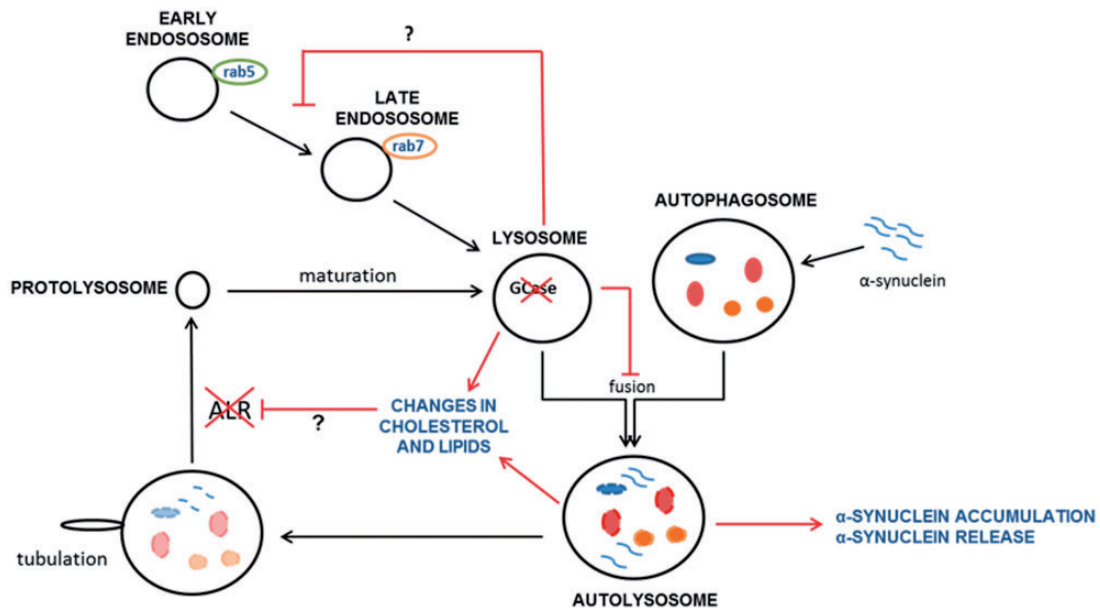 EARLY
ENDOSOSOME
rab5
?
LATE
ENDOSOSOME
rab7
AUTOPHAGOSOME
LYSOSOME
α-synuclein
PROTOLYSOSOME
maturation
GCase
fusion
ALR
?
CHANGES IN
CHOLESTEROL
AND LIPIDS
α-SYNUCLEIN ACCUMULATION
α-SYNUCLEIN RELEASE
tubulation
AUTOLYSOSOME